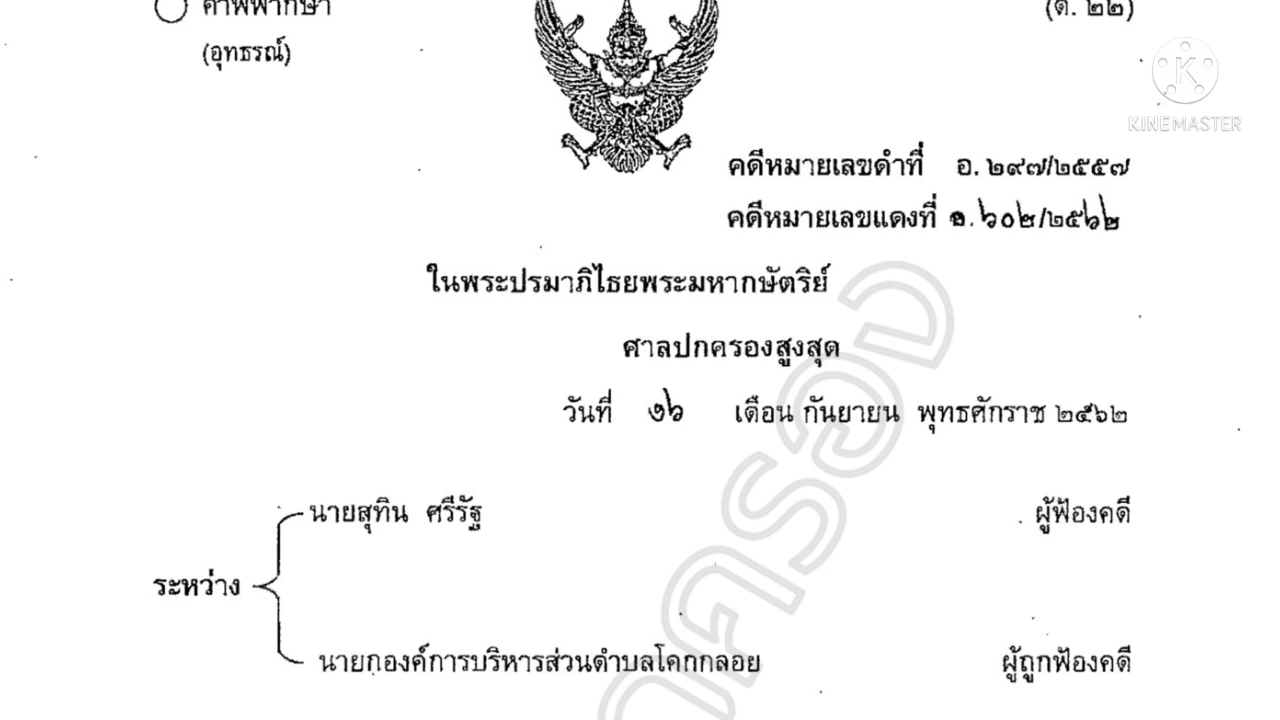 คำพิพากษา
(ต. ๒๒)
(อุทธรณ์)
KINEMASTER
คดีหมายเลขดำที่ อ. ๒๙๗/๒๕๕๗
คดีหมายเลขแดงที่ อ. ๖๐๒/๒๕๖๒
ในพระปรมาภิไธยพระมหากษัตริย์
ศาลปกครองสูงสุด
วันที่ ๑๖ เดือน กันยายน พุทธศักราช ๒๕๖๒
นายสุทิน ศรีรัฐ ผู้ฟ้องคดี
ระหว่าง
นายกองค์การบริหารส่วนตำบลโคกกลอย ผู้ถูกฟ้องคดี